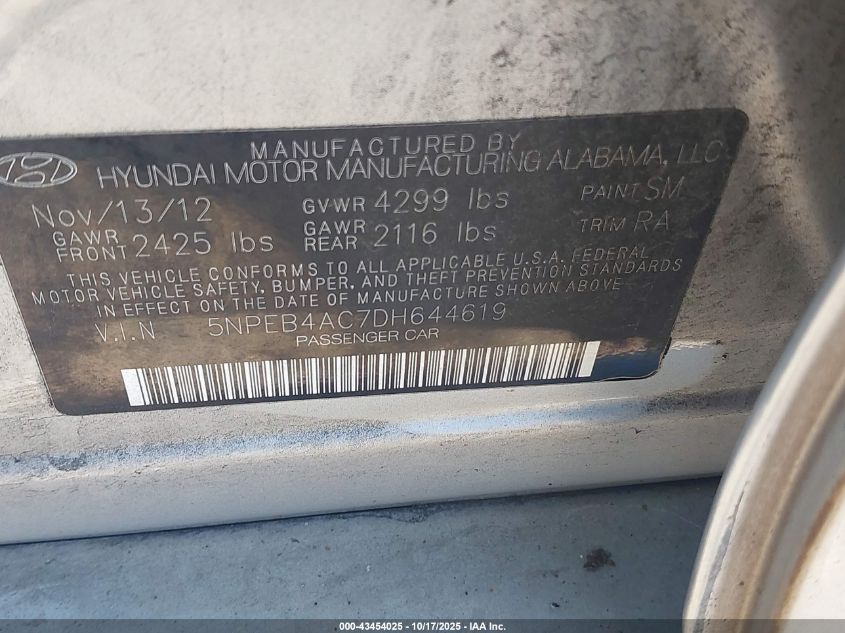 MANUFACTURED BY
HYUNDAI MOTOR MANUFACTURING ALABAMA, LLC
Nov/13/12 GVWR 4299 lbs PAINT SM
GAWR FRONT 2425 lbs GAWR REAR 2116 lbs TRIM RA
THIS VEHICLE CONFORMS TO ALL APPLICABLE U.S.A. FEDERAL
MOTOR VEHICLE SAFETY, BUMPER, AND THEFT PREVENTION STANDARDS
IN EFFECT ON THE DATE OF MANUFACTURE SHOWN ABOVE.
V.I.N 5NPEB4AC7DH644619
PASSENGER CAR
000-43454025 - 10/17/2025 - IAA Inc.